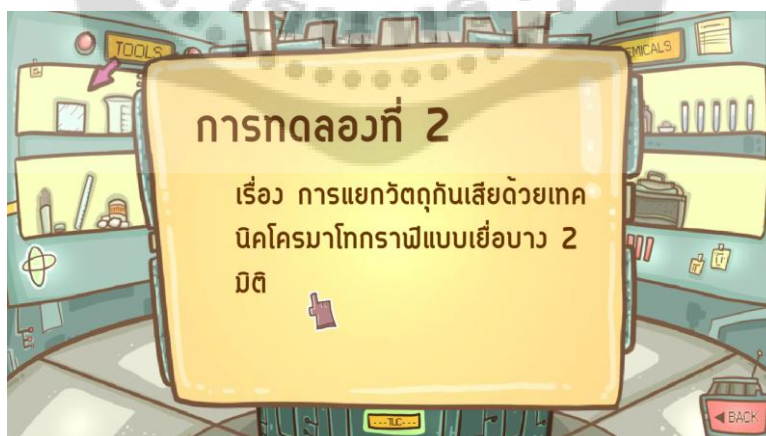 TOOLS
EMICALS
การทดลองที่ 2
เรื่อง การแยกวัตถุกันเสียด้วยเทค
นิคโครมาโทกราฟีแบบเยื่อบาง 2
มิติ
---TLC---
BACK